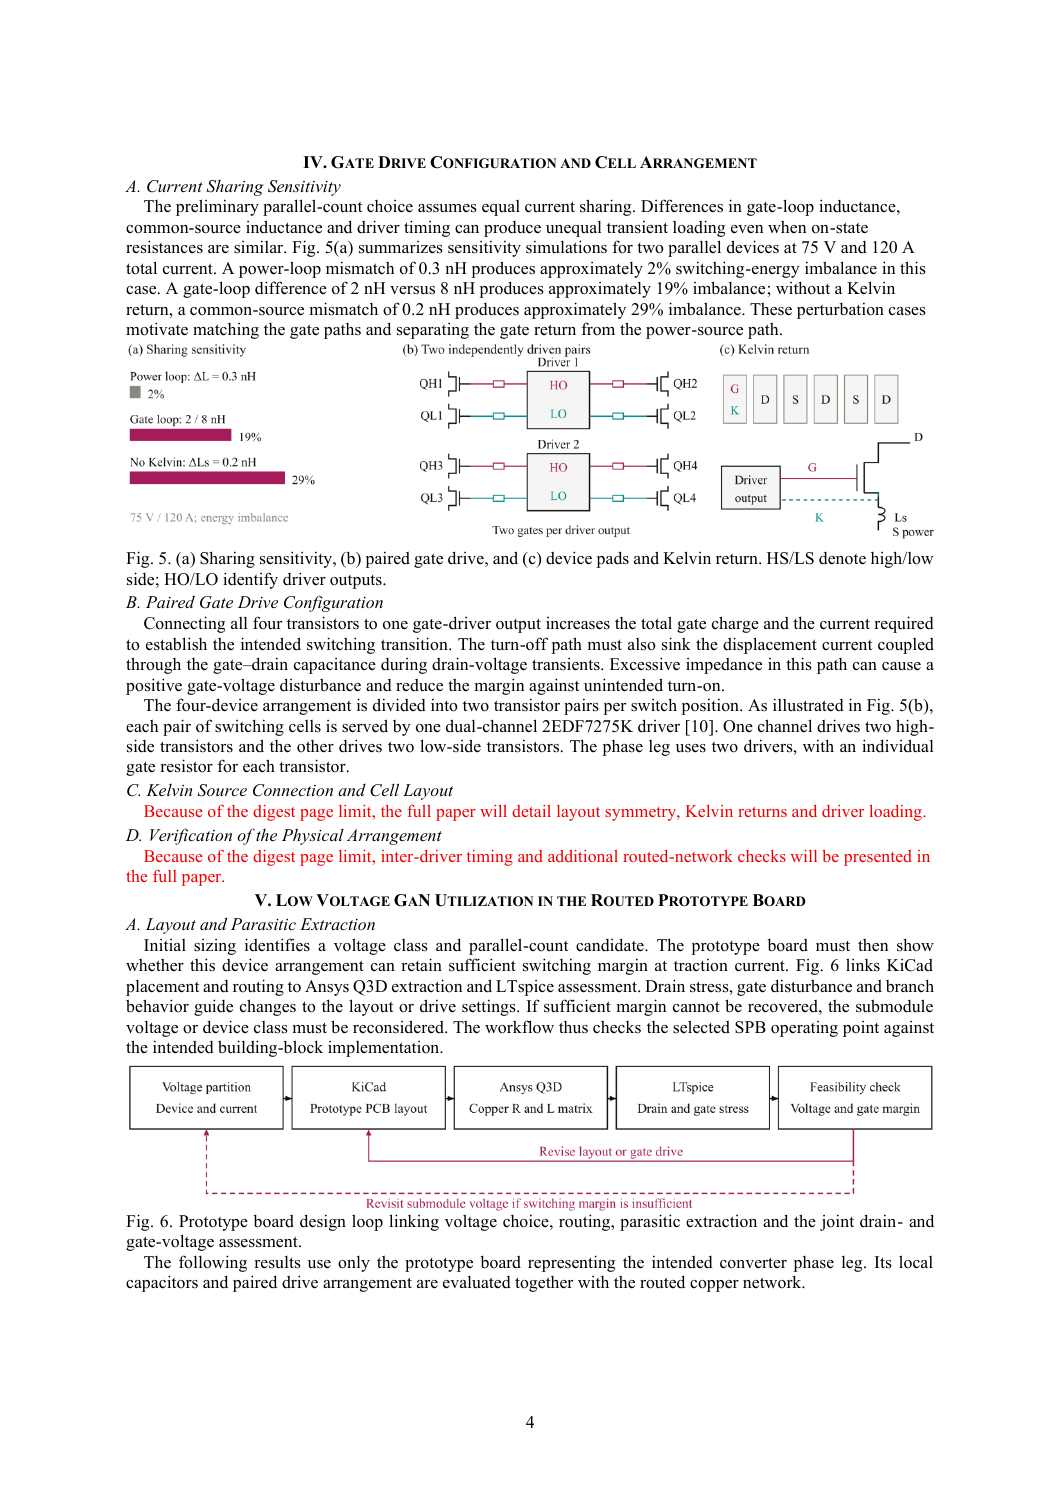 IV. GATE DRIVE CONFIGURATION AND CELL ARRANGEMENT
A. Current Sharing Sensitivity
The preliminary parallel-count choice assumes equal current sharing. Differences in gate-loop inductance,
common-source inductance and driver timing can produce unequal transient loading even when on-state
resistances are similar. Fig. 5(a) summarizes sensitivity simulations for two parallel devices at 75 V and 120 A
total current. A power-loop mismatch of 0.3 nH produces approximately 2% switching-energy imbalance in this
case. A gate-loop difference of 2 nH versus 8 nH produces approximately 19% imbalance; without a Kelvin
return, a common-source mismatch of 0.2 nH produces approximately 29% imbalance. These perturbation cases
motivate matching the gate paths and separating the gate return from the power-source path.
(a) Sharing sensitivity
Power loop: ΔL = 0.3 nH
2%
Gate loop: 2 / 8 nH
19%
No Kelvin: ΔLs = 0.2 nH
29%
75 V / 120 A; energy imbalance
(b) Two independently driven pairs
Driver 1
QH1 HO QH2
QL1 LO QL2
Driver 2
QH3 HO QH4
QL3 LO QL4
Two gates per driver output
(c) Kelvin return
G
K
D S D S D
D
Driver
output
G
K
Ls
S power
Fig. 5. (a) Sharing sensitivity, (b) paired gate drive, and (c) device pads and Kelvin return. HS/LS denote high/low
side; HO/LO identify driver outputs.
B. Paired Gate Drive Configuration
Connecting all four transistors to one gate-driver output increases the total gate charge and the current required
to establish the intended switching transition. The turn-off path must also sink the displacement current coupled
through the gate–drain capacitance during drain-voltage transients. Excessive impedance in this path can cause a
positive gate-voltage disturbance and reduce the margin against unintended turn-on.
The four-device arrangement is divided into two transistor pairs per switch position. As illustrated in Fig. 5(b),
each pair of switching cells is served by one dual-channel 2EDF7275K driver [10]. One channel drives two high-
side transistors and the other drives two low-side transistors. The phase leg uses two drivers, with an individual
gate resistor for each transistor.
C. Kelvin Source Connection and Cell Layout
Because of the digest page limit, the full paper will detail layout symmetry, Kelvin returns and driver loading.
D. Verification of the Physical Arrangement
Because of the digest page limit, inter-driver timing and additional routed-network checks will be presented in
the full paper.
V. LOW VOLTAGE GAN UTILIZATION IN THE ROUTED PROTOTYPE BOARD
A. Layout and Parasitic Extraction
Initial sizing identifies a voltage class and parallel-count candidate. The prototype board must then show
whether this device arrangement can retain sufficient switching margin at traction current. Fig. 6 links KiCad
placement and routing to Ansys Q3D extraction and LTspice assessment. Drain stress, gate disturbance and branch
behavior guide changes to the layout or drive settings. If sufficient margin cannot be recovered, the submodule
voltage or device class must be reconsidered. The workflow thus checks the selected SPB operating point against
the intended building-block implementation.
Voltage partition
Device and current
KiCad
Prototype PCB layout
Ansys Q3D
Copper R and L matrix
LTspice
Drain and gate stress
Feasibility check
Voltage and gate margin
Revise layout or gate drive
Revisit submodule voltage if switching margin is insufficient
Fig. 6. Prototype board design loop linking voltage choice, routing, parasitic extraction and the joint drain- and
gate-voltage assessment.
The following results use only the prototype board representing the intended converter phase leg. Its local
capacitors and paired drive arrangement are evaluated together with the routed copper network.
4